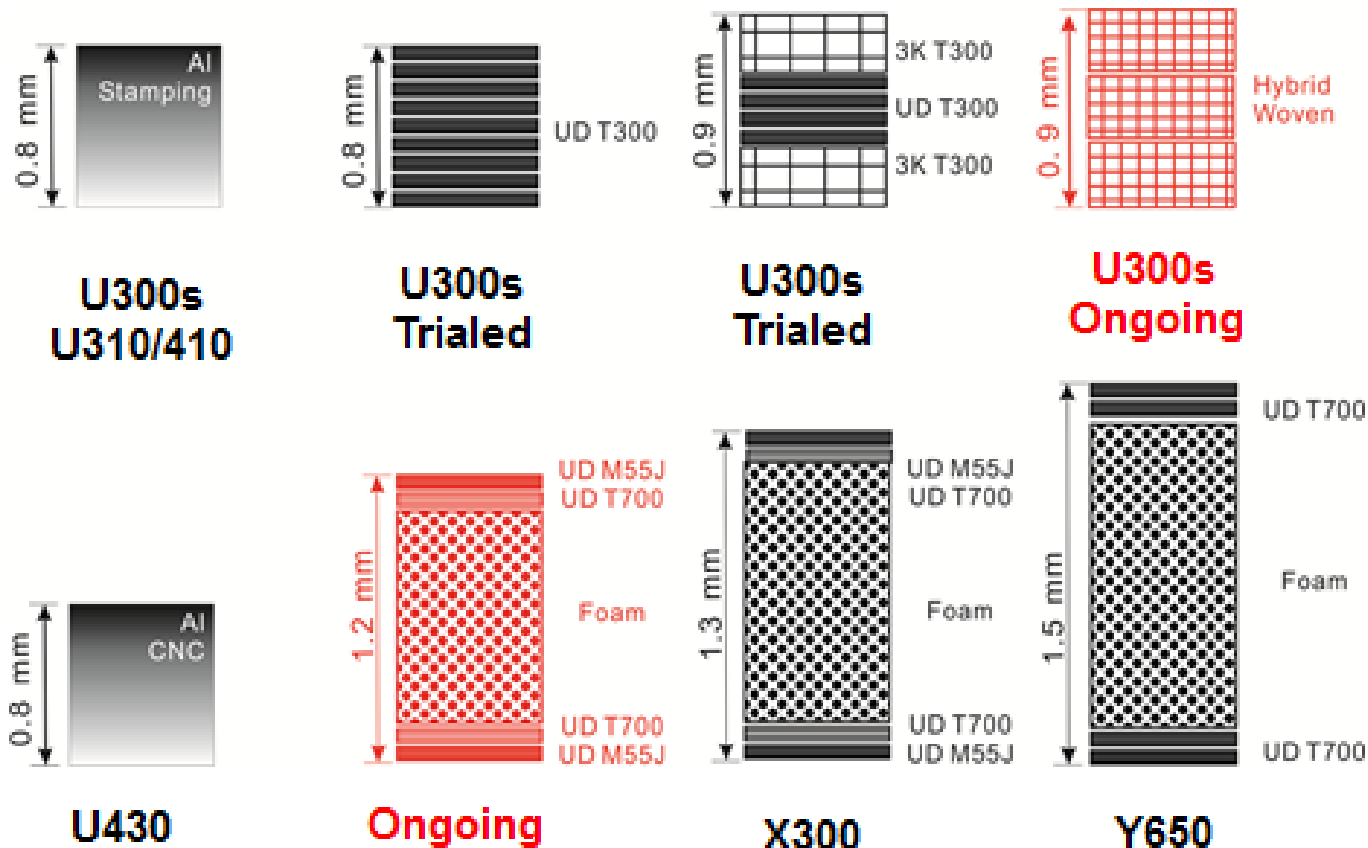 0.8 mm
Al
Stamping
U300s
U310/410
0.8 mm
UD T300
U300s
Trialed
0.9 mm
3K T300
UD T300
3K T300
U300s
Trialed
0.9 mm
Hybrid
Woven
U300s
Ongoing
0.8 mm
Al
CNC
U430
1.2 mm
UD M55J
UD T700
Foam
UD T700
UD M55J
Ongoing
1.3 mm
UD M55J
UD T700
Foam
UD T700
UD M55J
X300
1.5 mm
UD T700
Foam
UD T700
Y650